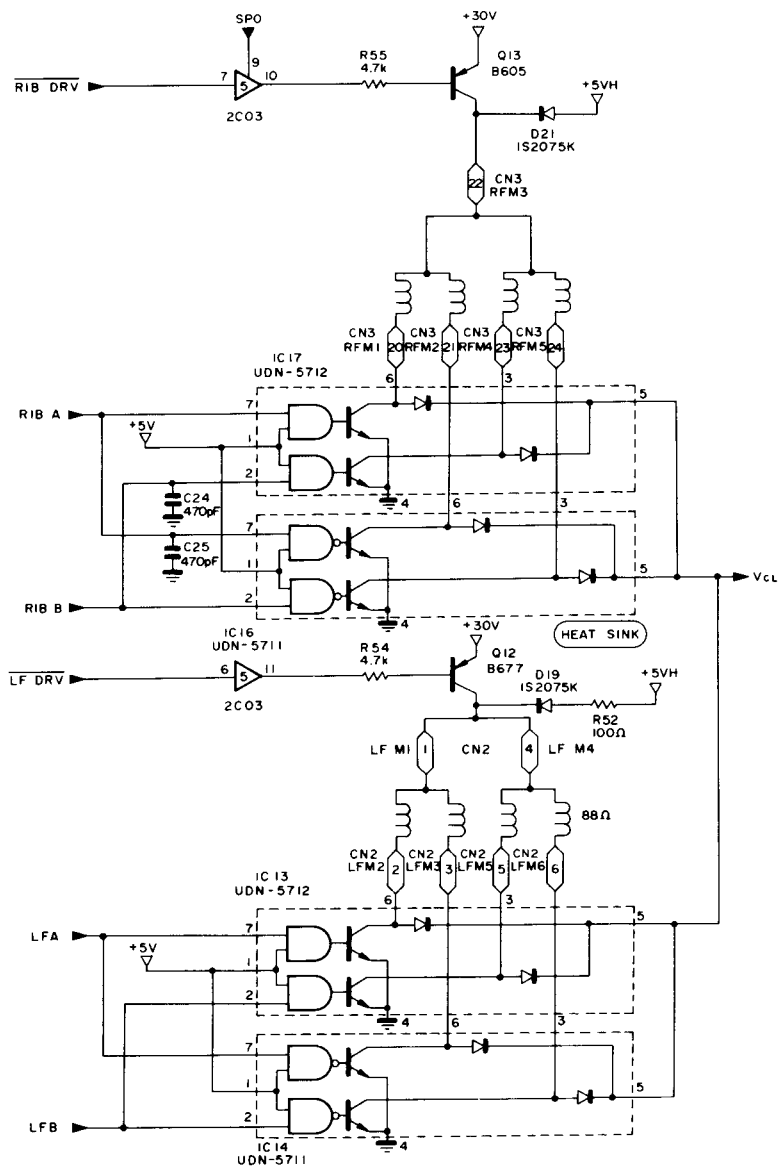 SPO
+30V
R55
4.7k
Q13
B605
+5VH
RIB DRV
7
5
9
10
2C03
D21
1S2075K
22
CN3
RFM3
CN3
RFM1
20
CN3
RFM2
21
CN3
RFM4
23
CN3
RFM5
24
IC17
UDN-5712
6
3
5
RIB A
7
+5V
1
2
4
C24
470pF
6
3
7
C25
470pF
1
5
RIB B
2
4
VCL
HEAT SINK
IC16
UDN-5711
R54
4.7k
+30V
Q12
B677
D19
1S2075K
+5VH
LF DRV
6
5
11
2C03
R52
100Ω
LF M1
1
CN2
4
LF M4
88Ω
CN2
LFM2
2
CN2
LFM3
3
CN2
LFM5
5
CN2
LFM6
6
IC13
UDN-5712
6
3
5
LFA
7
+5V
1
2
4
6
3
7
1
5
LFB
2
4
IC14
UDN-5711